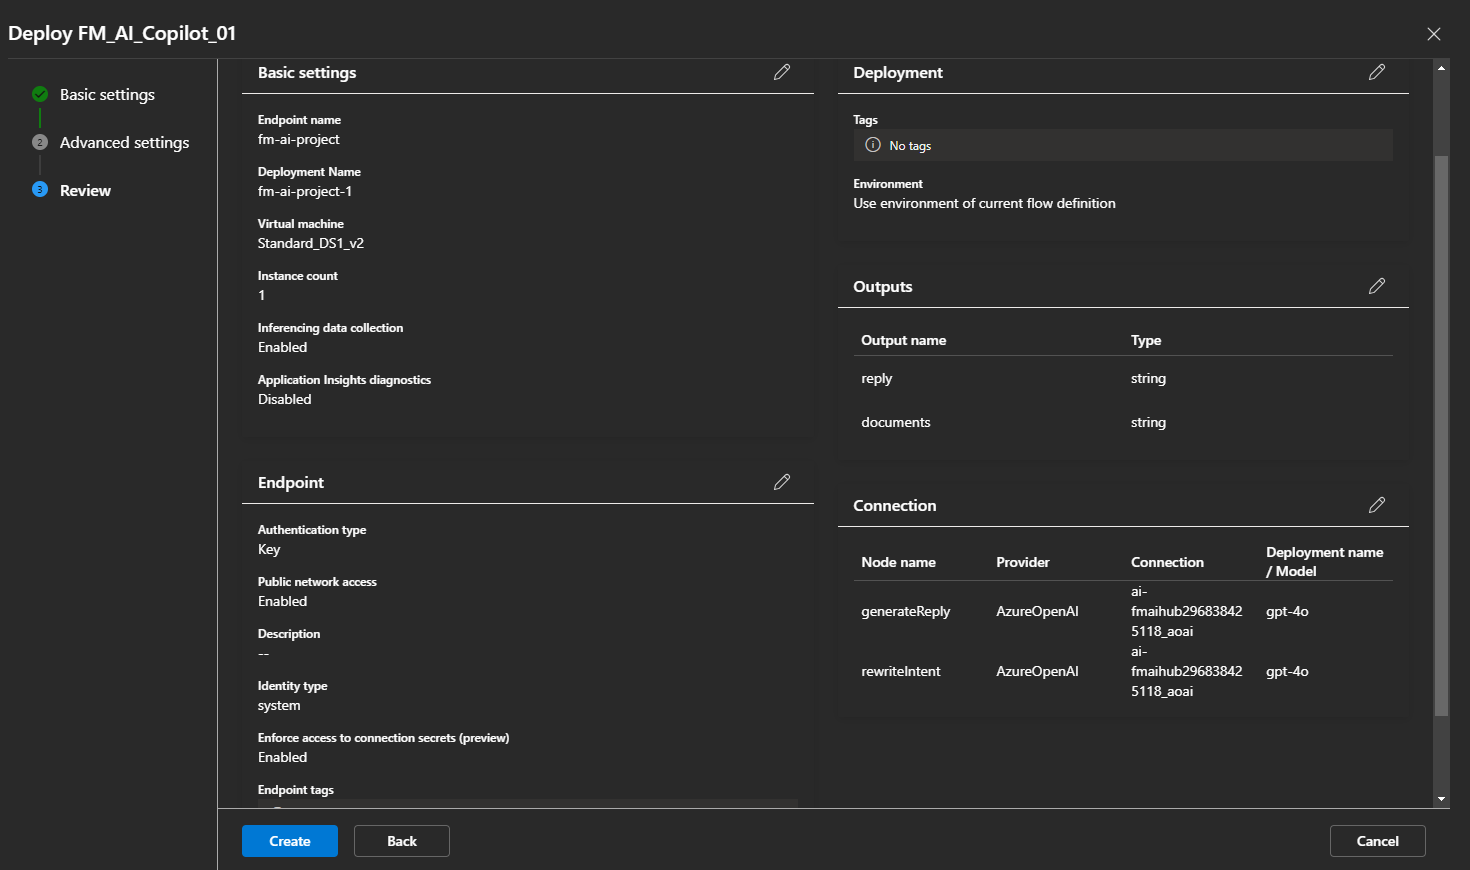 Deploy FM_AI_Copilot_01
Basic settings
2
Advanced settings
3
Review
Basic settings
Endpoint name
fm-ai-project
Deployment Name
fm-ai-project-1
Virtual machine
Standard_DS1_v2
Instance count
1
Inferencing data collection
Enabled
Application Insights diagnostics
Disabled
Endpoint
Authentication type
Key
Public network access
Enabled
Description
--
Identity type
system
Enforce access to connection secrets (preview)
Enabled
Endpoint tags
Deployment
Tags
No tags
Environment
Use environment of current flow definition
Outputs
Output name Type
reply string
documents string
Connection
Node name Provider Connection Deployment name
/ Model
ai-
generateReply AzureOpenAI fmaihub29683842 gpt-4o
5118_aoai
ai-
rewriteIntent AzureOpenAI fmaihub29683842 gpt-4o
5118_aoai
Create Back Cancel